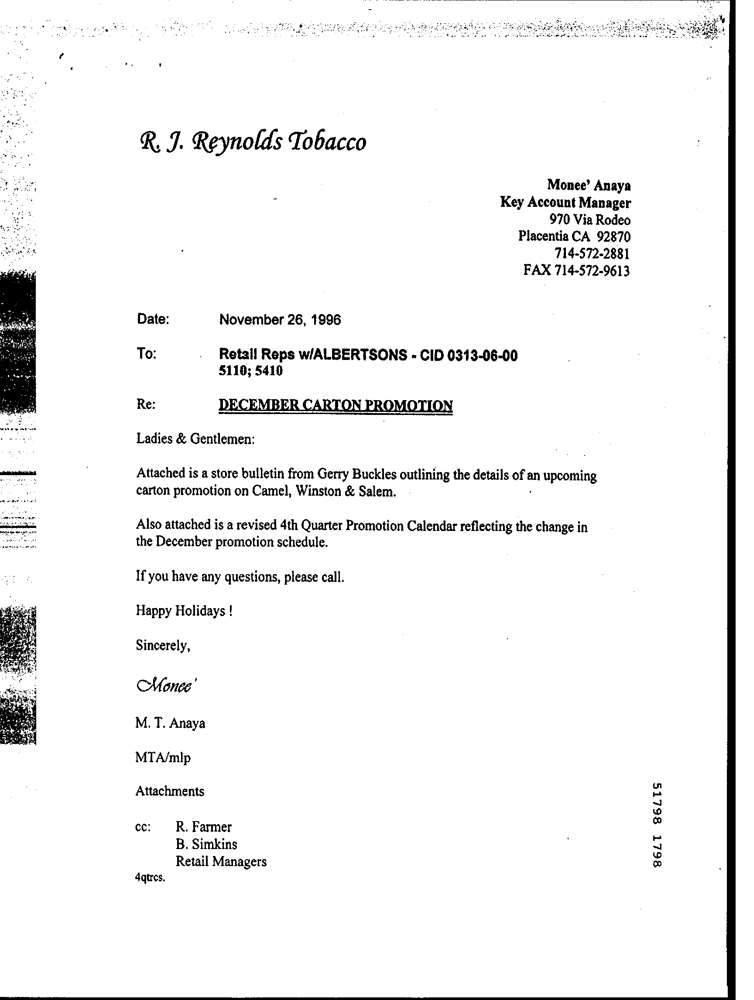 R. J. Reynolds Tobacco
Monee' Anaya
Key Account Manager
970 Via Rodeo
Placentia CA 92870
714-572-2881
FAX 714-572-9613
Date: November 26, 1996
To: Retail Reps w/ALBERTSONS - CID 0313-06-00
5110; 5410
Re: DECEMBER CARTON PROMOTION
Ladies & Gentlemen:
Attached is a store bulletin from Gerry Buckles outlining the details of an upcoming
carton promotion on Camel, Winston & Salem.
Also attached is a revised 4th Quarter Promotion Calendar reflecting the change in
the December promotion schedule.
If you have any questions, please call.
Happy Holidays !
Sincerely,
Monee'
M. T. Anaya
MTA/mlp
Attachments
cc: R. Farmer
B. Simkins
Retail Managers
4qtrcs.
51798 1798